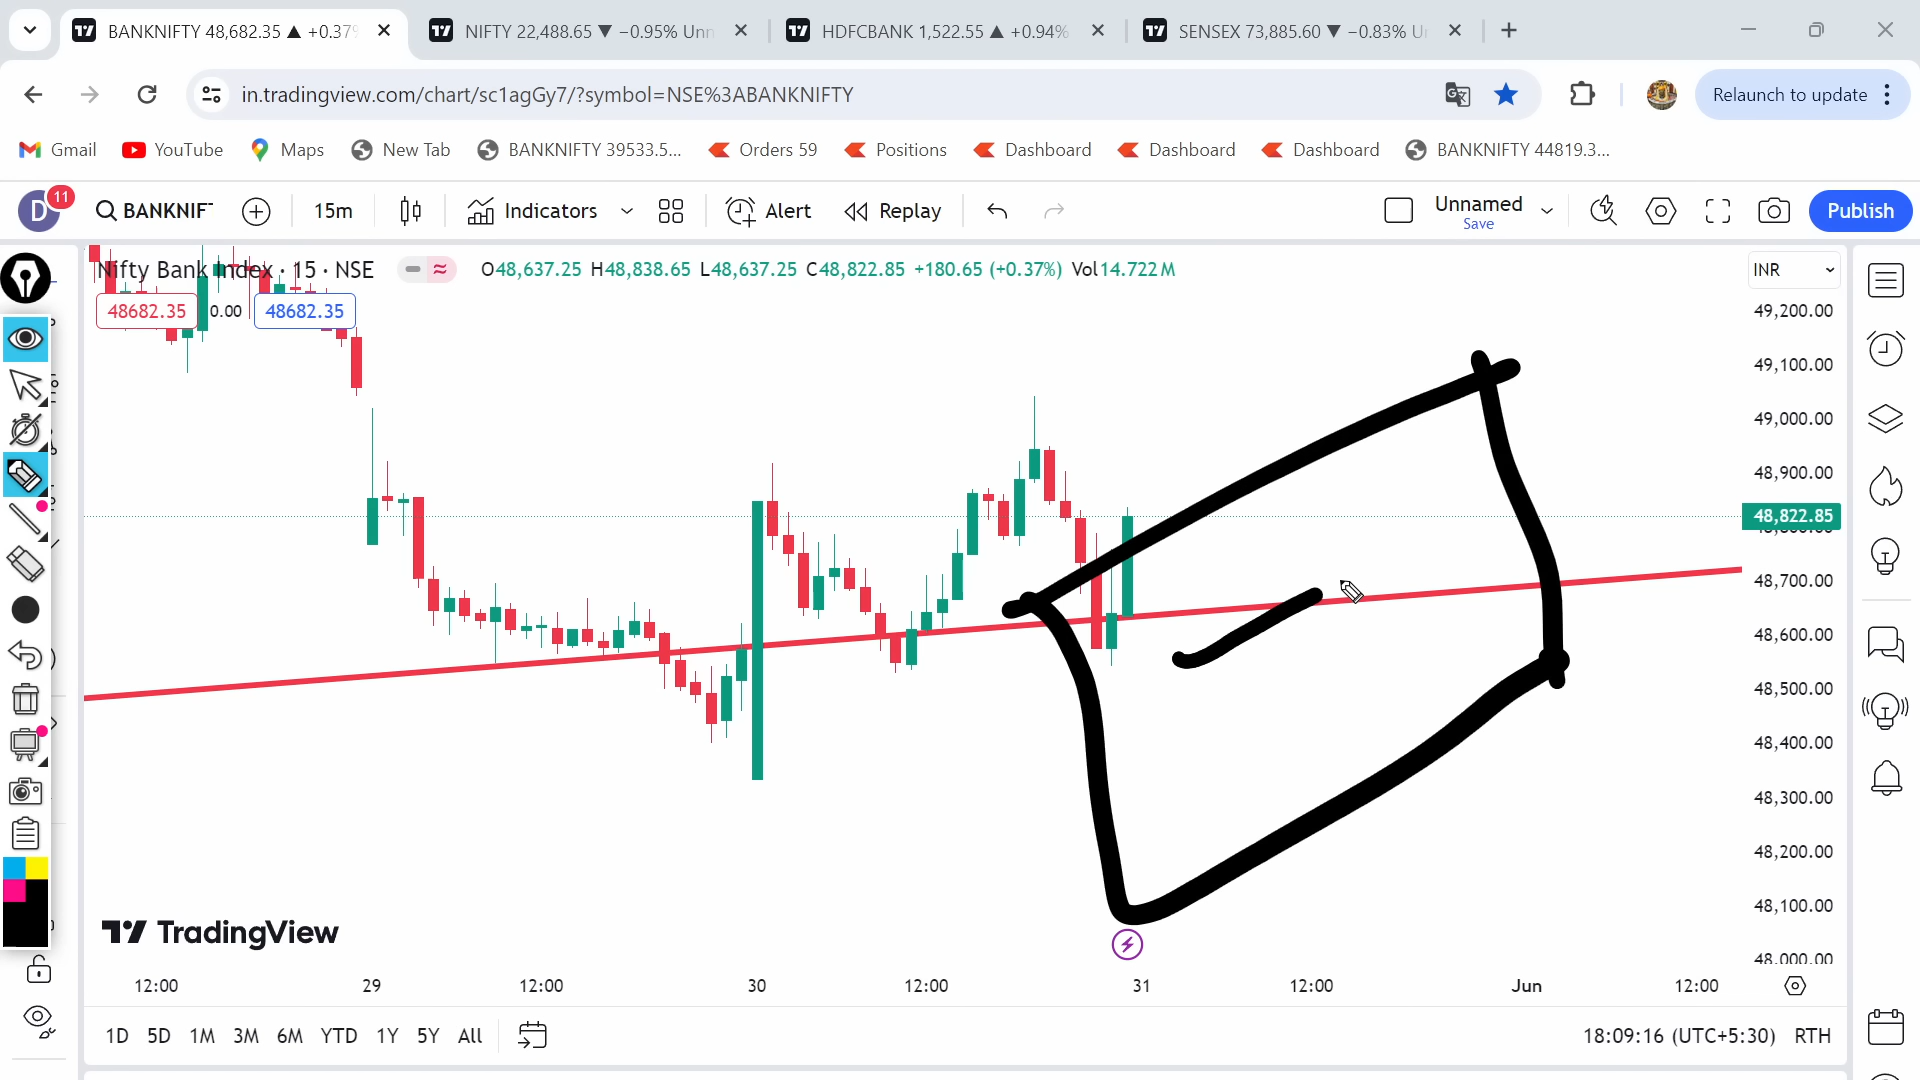 BANKNIFTY 48,682.35 ▲ +0.37%
NIFTY 22,488.65 ▼ −0.95% Unn
HDFCBANK 1,522.55 ▲ +0.94%
SENSEX 73,885.60 ▼ −0.83% U
in.tradingview.com/chart/sc1agGy7/?symbol=NSE%3ABANKNIFTY
Relaunch to update
Gmail
YouTube
Maps
New Tab
BANKNIFTY 39533.5...
Orders 59
Positions
Dashboard
Dashboard
Dashboard
BANKNIFTY 44819.3...
D
11
BANKNIF
15m
Indicators
Alert
Replay
Unnamed
Save
Publish
Nifty Bank Index · 15 · NSE
O48,637.25 H48,838.65 L48,637.25 C48,822.85 +180.65 (+0.37%) Vol14.722 M
INR
48682.35
0.00
48682.35
49,200.00
49,100.00
49,000.00
48,900.00
48,822.85
48,700.00
48,600.00
48,500.00
48,400.00
48,300.00
48,200.00
48,100.00
48,000.00
TradingView
12:00
29
12:00
30
12:00
31
12:00
Jun
12:00
1D 5D 1M 3M 6M YTD 1Y 5Y All
18:09:16 (UTC+5:30)
RTH